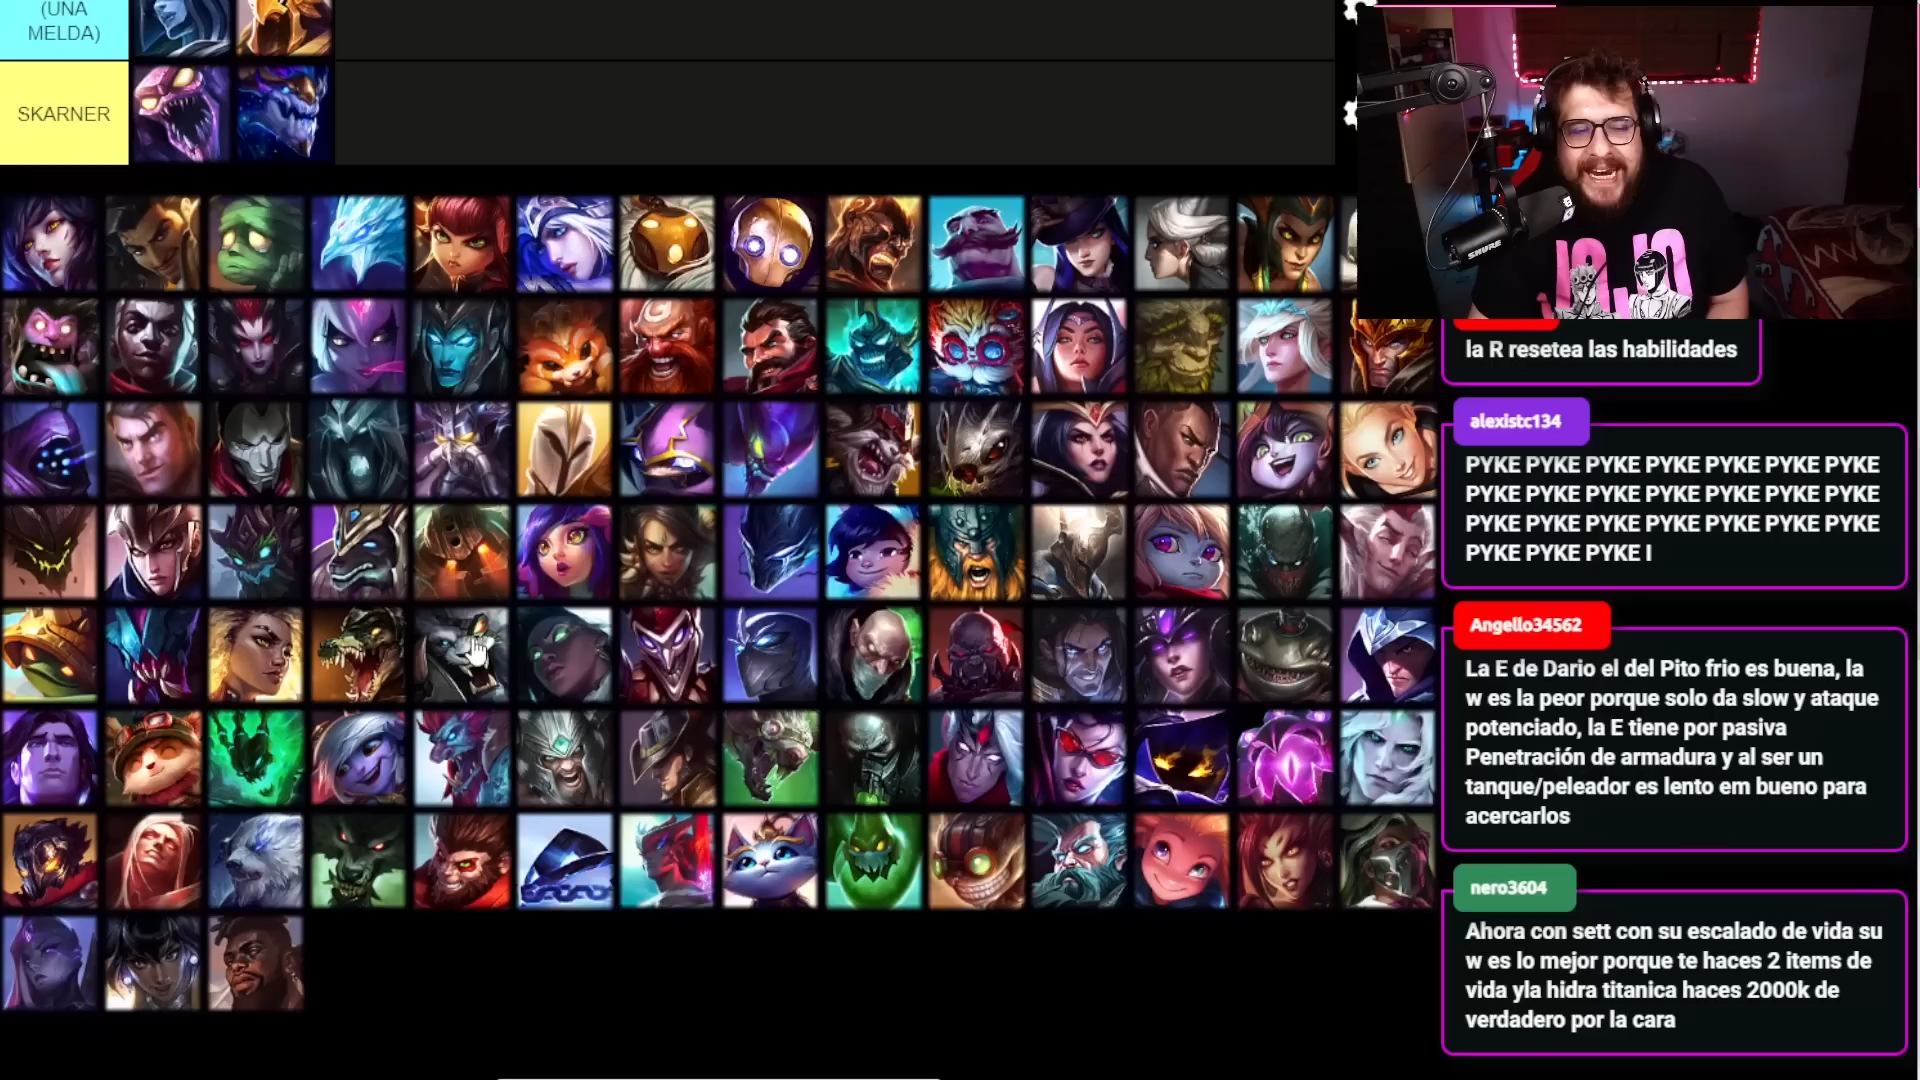 (UNA
MELDA)
SKARNER
SHURE
JOJO
la R resetea las habilidades
alexistc134
PYKE PYKE PYKE PYKE PYKE PYKE PYKE
PYKE PYKE PYKE PYKE PYKE PYKE PYKE
PYKE PYKE PYKE PYKE PYKE PYKE PYKE
PYKE PYKE PYKE I
Angello34562
La E de Dario el del Pito frio es buena, la
w es la peor porque solo da slow y ataque
potenciado, la E tiene por pasiva
Penetración de armadura y al ser un
tanque/peleador es lento em bueno para
acercarlos
nero3604
Ahora con sett con su escalado de vida su
w es lo mejor porque te haces 2 items de
vida yla hidra titanica haces 2000k de
verdadero por la cara